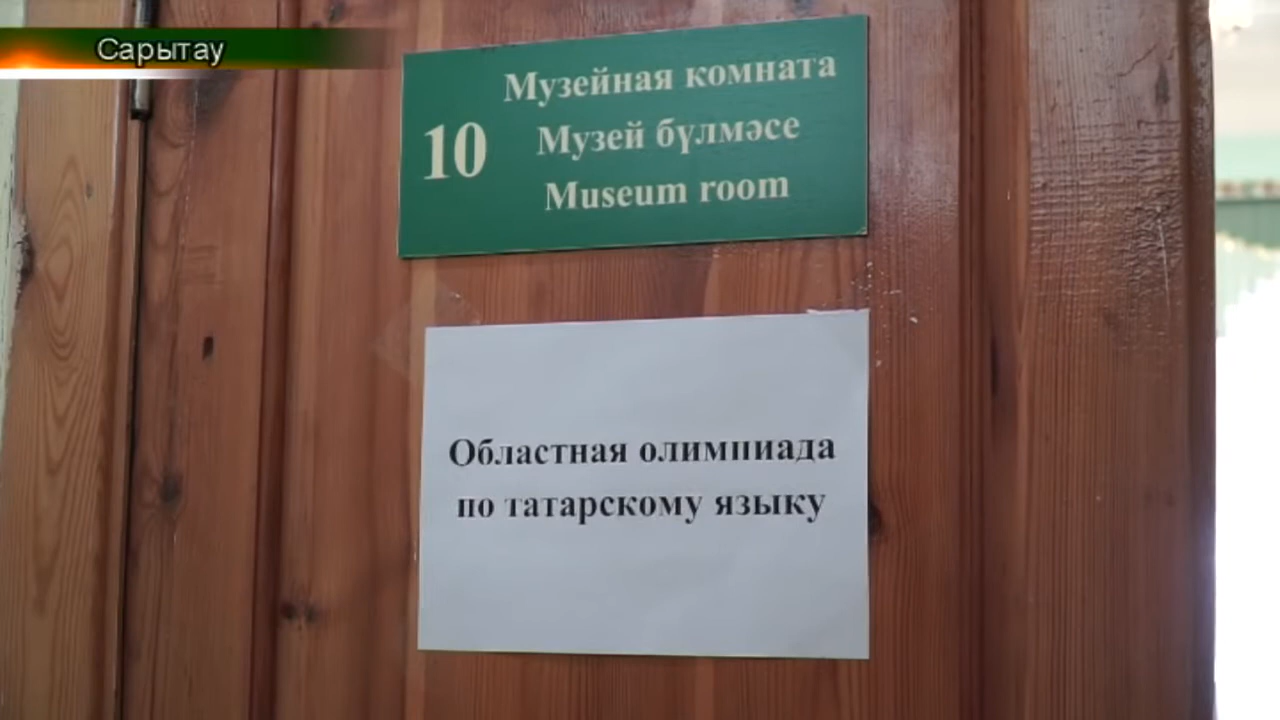 Сарытау
Музейная комната
10
Музей бүлмәсе
Museum room
Областная олимпиада
по татарскому языку